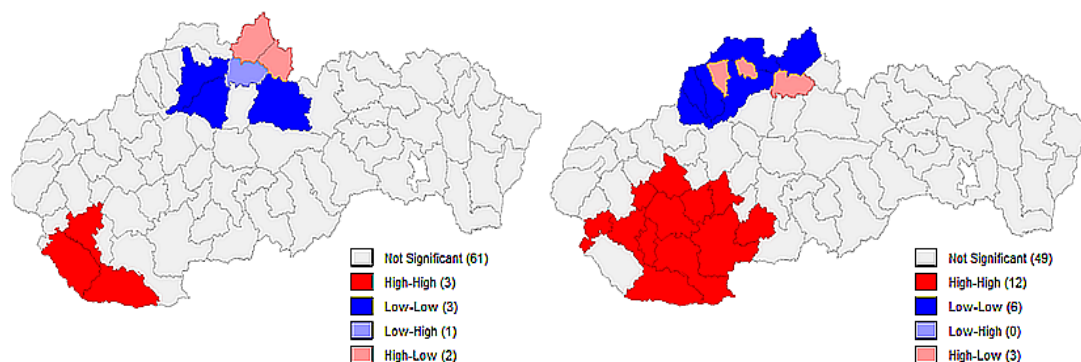 Not Significant (61)
High-High (3)
Low-Low (3)
Low-High (1)
High-Low (2)
Not Significant (49)
High-High (12)
Low-Low (6)
Low-High (0)
High-Low (3)